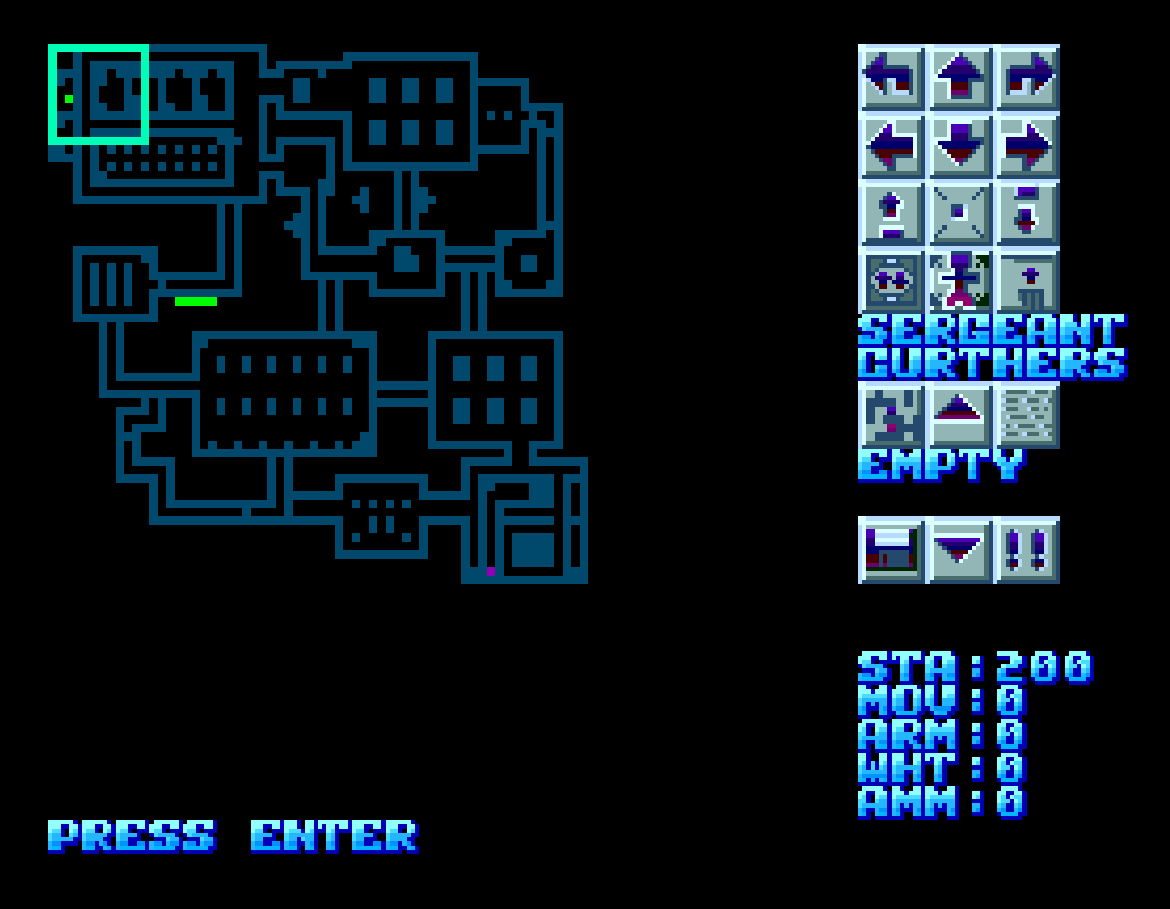 SERGEANT
CURTHERS
EMPTY
STA:200
MOV:0
ARM:0
WHT:0
AMM:0
PRESS ENTER